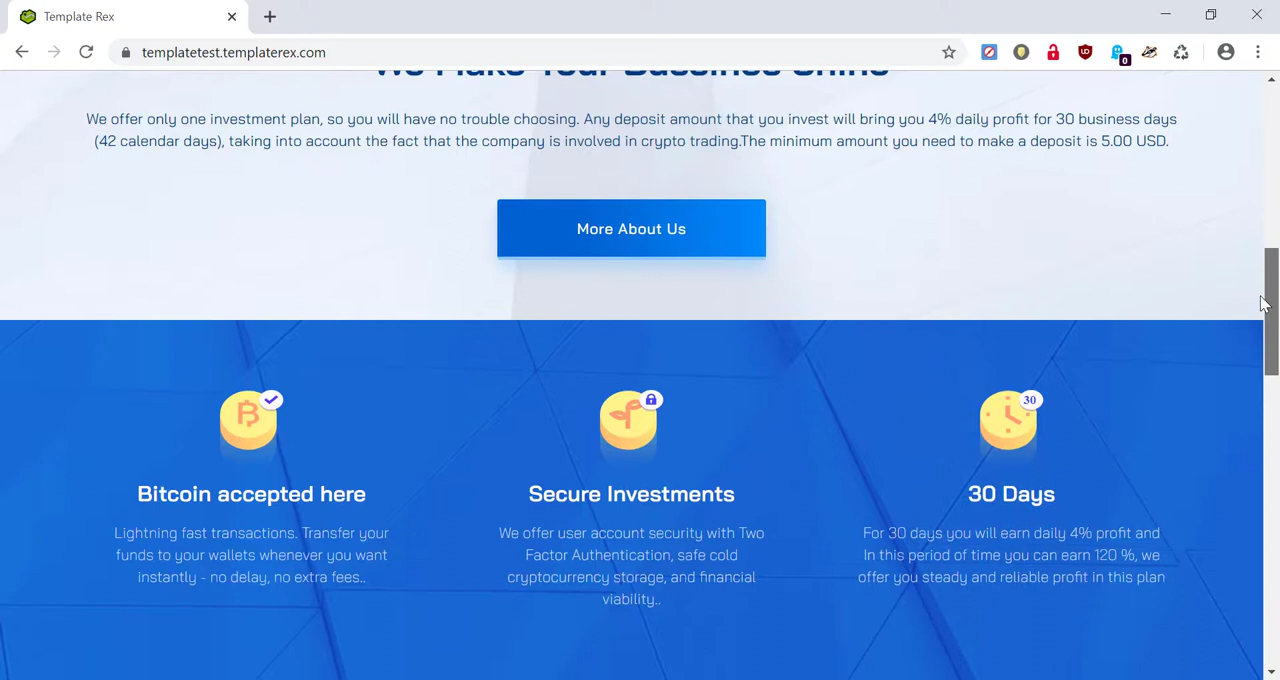 Template Rex
templatetest.templaterex.com
We Make Your Bussines Shine
We offer only one investment plan, so you will have no trouble choosing. Any deposit amount that you invest will bring you 4% daily profit for 30 business days
(42 calendar days), taking into account the fact that the company is involved in crypto trading.The minimum amount you need to make a deposit is 5.00 USD.
More About Us
30
Bitcoin accepted here
Secure Investments
30 Days
Lightning fast transactions. Transfer your
funds to your wallets whenever you want
instantly - no delay, no extra fees..
We offer user account security with Two
Factor Authentication, safe cold
cryptocurrency storage, and financial
viability..
For 30 days you will earn daily 4% profit and
In this period of time you can earn 120 %, we
offer you steady and reliable profit in this plan
0